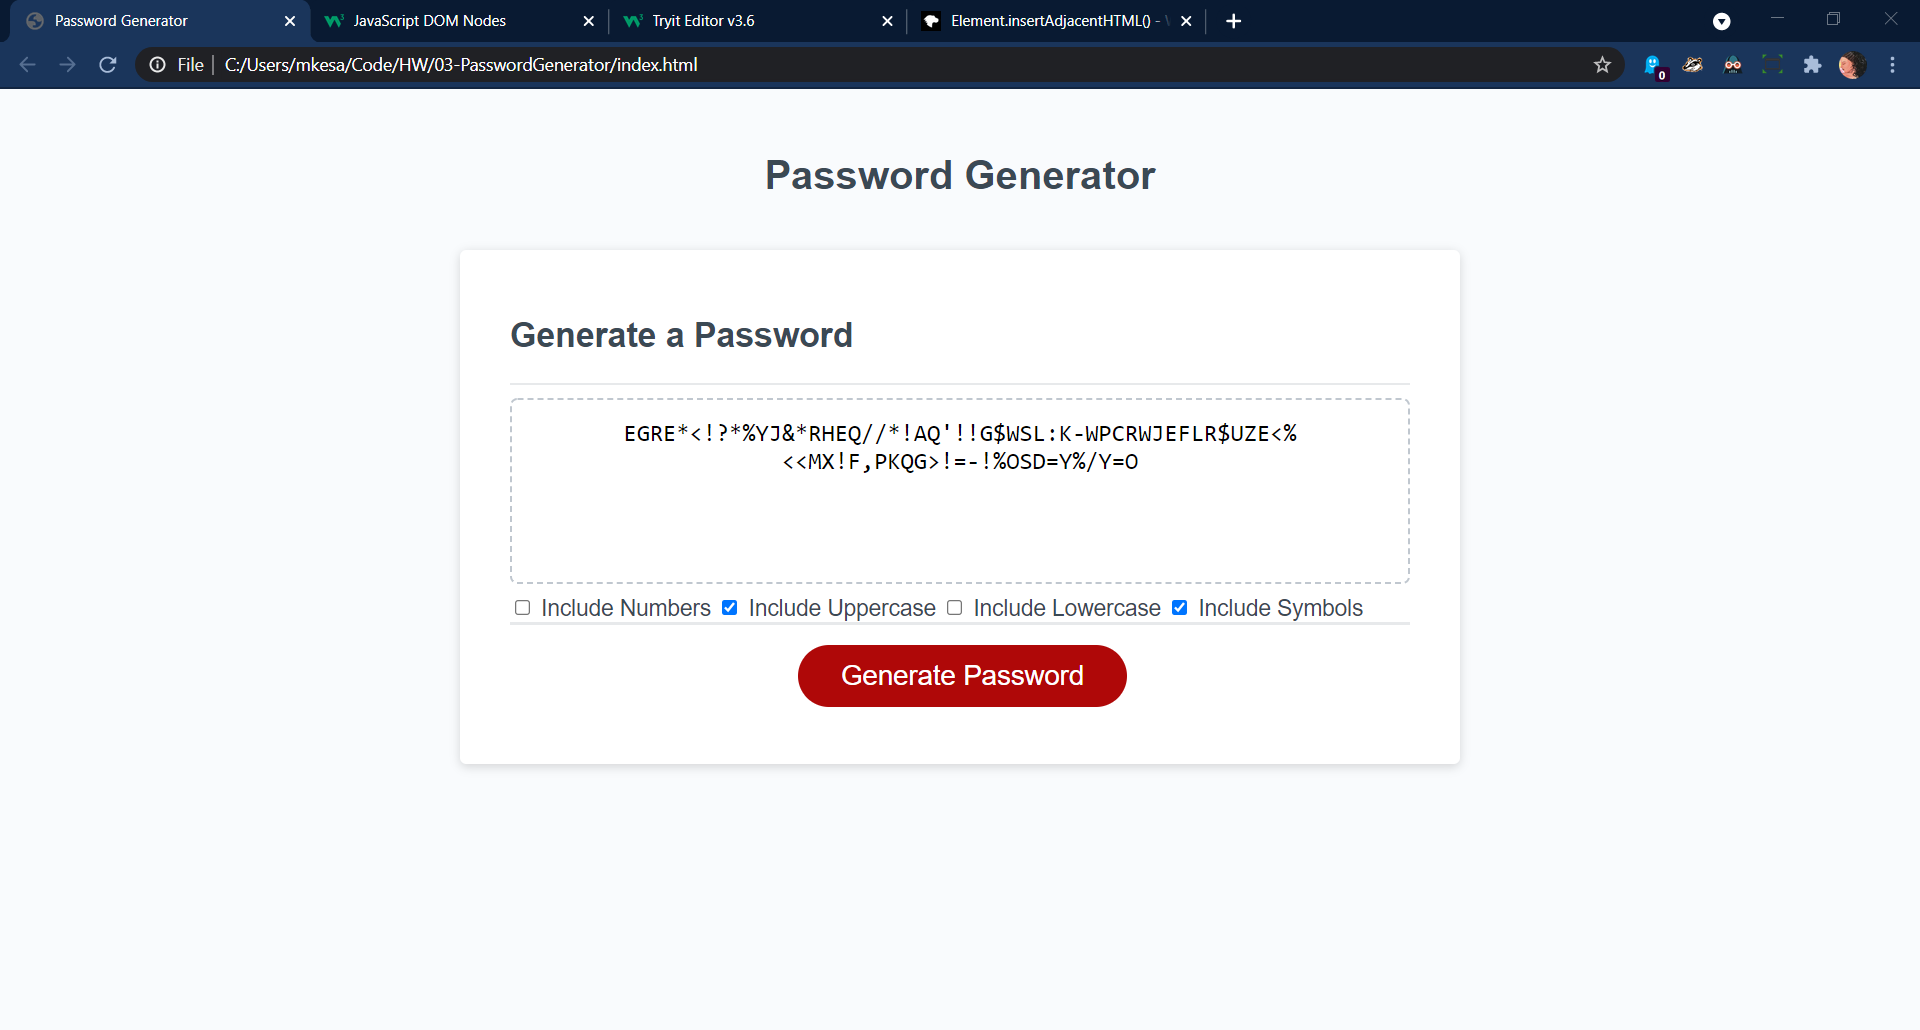 Password Generator
JavaScript DOM Nodes
Tryit Editor v3.6
Element.insertAdjacentHTML() -
File | C:/Users/mkesa/Code/HW/03-PasswordGenerator/index.html
0
Password Generator
Generate a Password
EGRE*<!?*%YJ&*RHEQ//*!AQ'!!G$WSL:K-WPCRWJEFLR$UZE<%
<<MX!F,PKQG>!=-!%OSD=Y%/Y=O
Include Numbers Include Uppercase Include Lowercase Include Symbols
Generate Password